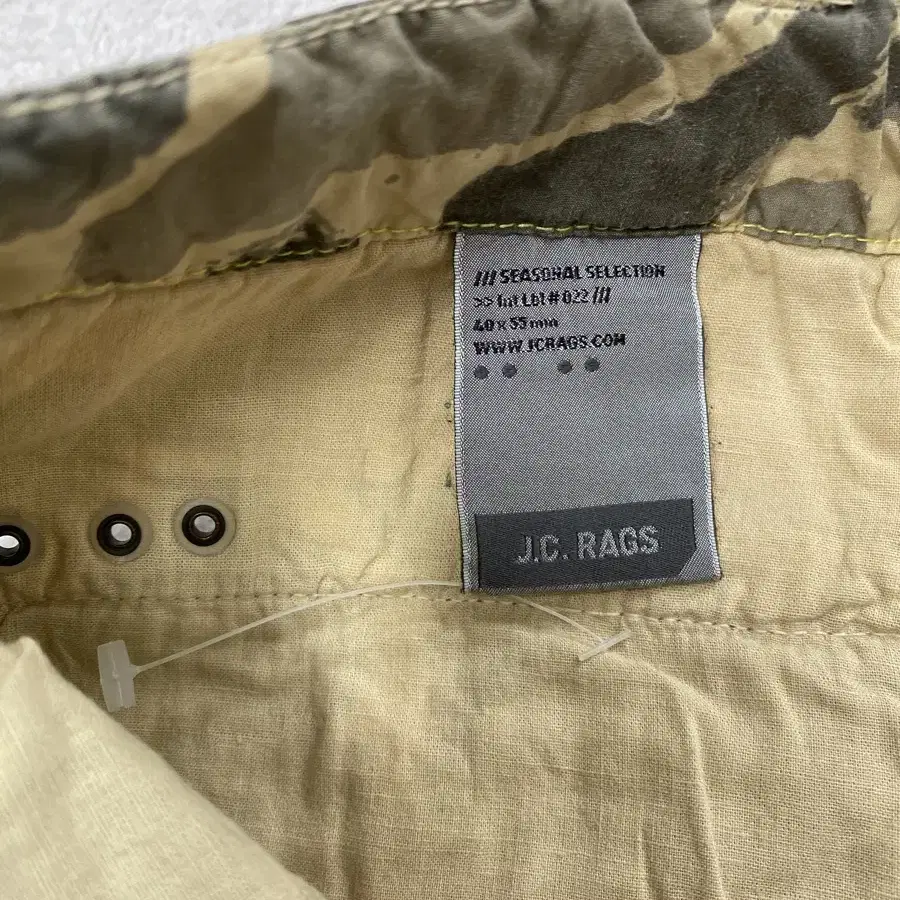 /// SEASONAL SELECTION
>> Int Lbl # 022 ///
40 x 55 mm
WWW.JCRAGS.COM
J.C. RAGS